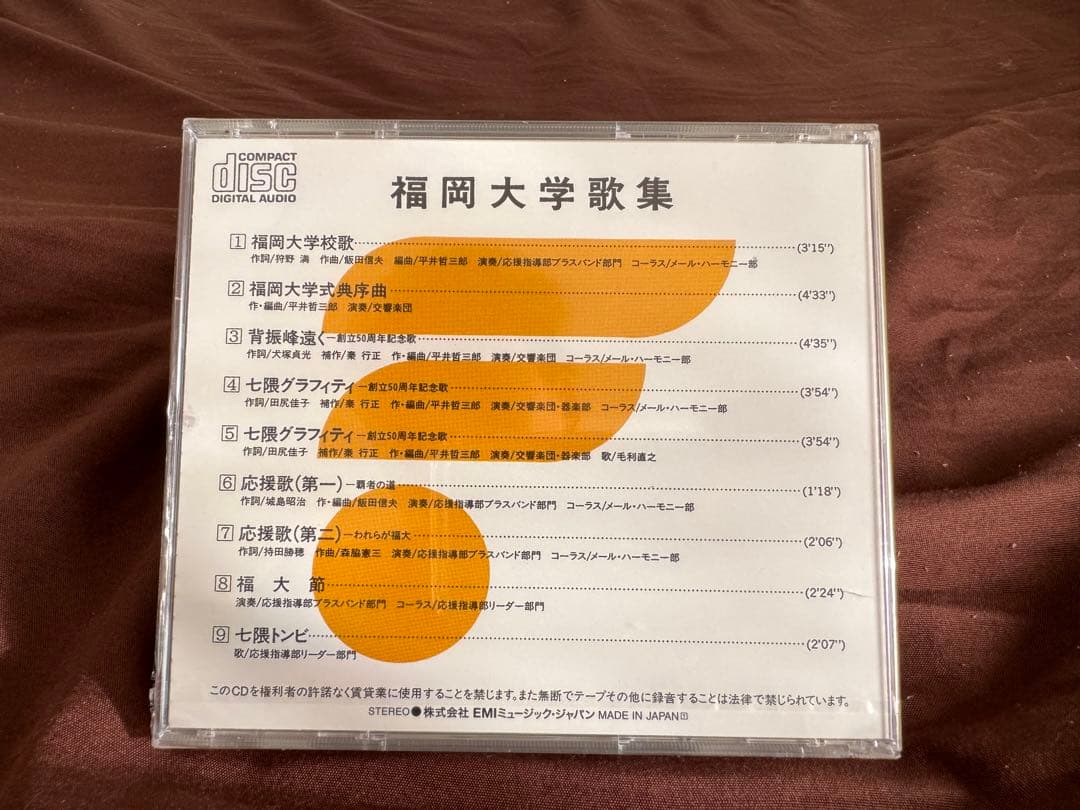 COMPACT
disc
DIGITAL AUDIO
福岡大学歌集
1 福岡大学校歌 (3'15'')
作詞/狩野 満 作曲/飯田信夫 編曲/平井哲三郎 演奏/応援指導部ブラスバンド部門 コーラス/メール・ハーモニー部
2 福岡大学式典序曲 (4'33'')
作・編曲/平井哲三郎 演奏/交響楽団
3 背振峰遠く―創立50周年記念歌 (4'35'')
作詞/犬塚貞光 補作/秦 行正 作・編曲/平井哲三郎 演奏/交響楽団 コーラス/メール・ハーモニー部
4 七隈グラフィティ―創立50周年記念歌 (3'54'')
作詞/田尻佳子 補作/秦 行正 作・編曲/平井哲三郎 演奏/交響楽団・器楽部 コーラス/メール・ハーモニー部
5 七隈グラフィティ―創立50周年記念歌 (3'54'')
作詞/田尻佳子 補作/秦 行正 作・編曲/平井哲三郎 演奏/交響楽団・器楽部 歌/毛利直之
6 応援歌(第一)―覇者の道 (1'18'')
作詞/城島昭治 作・編曲/飯田信夫 演奏/応援指導部ブラスバンド部門 コーラス/メール・ハーモニー部
7 応援歌(第二)―われらが福大 (2'06'')
作詞/持田勝穂 作曲/森脇憲三 演奏/応援指導部ブラスバンド部門 コーラス/メール・ハーモニー部
8 福大節 (2'24'')
演奏/応援指導部ブラスバンド部門 コーラス/応援指導部リーダー部門
9 七隈トンビ (2'07'')
歌/応援指導部リーダー部門
このCDを権利者の許諾なく賃貸業に使用することを禁じます。また無断でテープその他に録音することは法律で禁じられています。
STEREO●株式会社 EMIミュージック・ジャパン MADE IN JAPAN